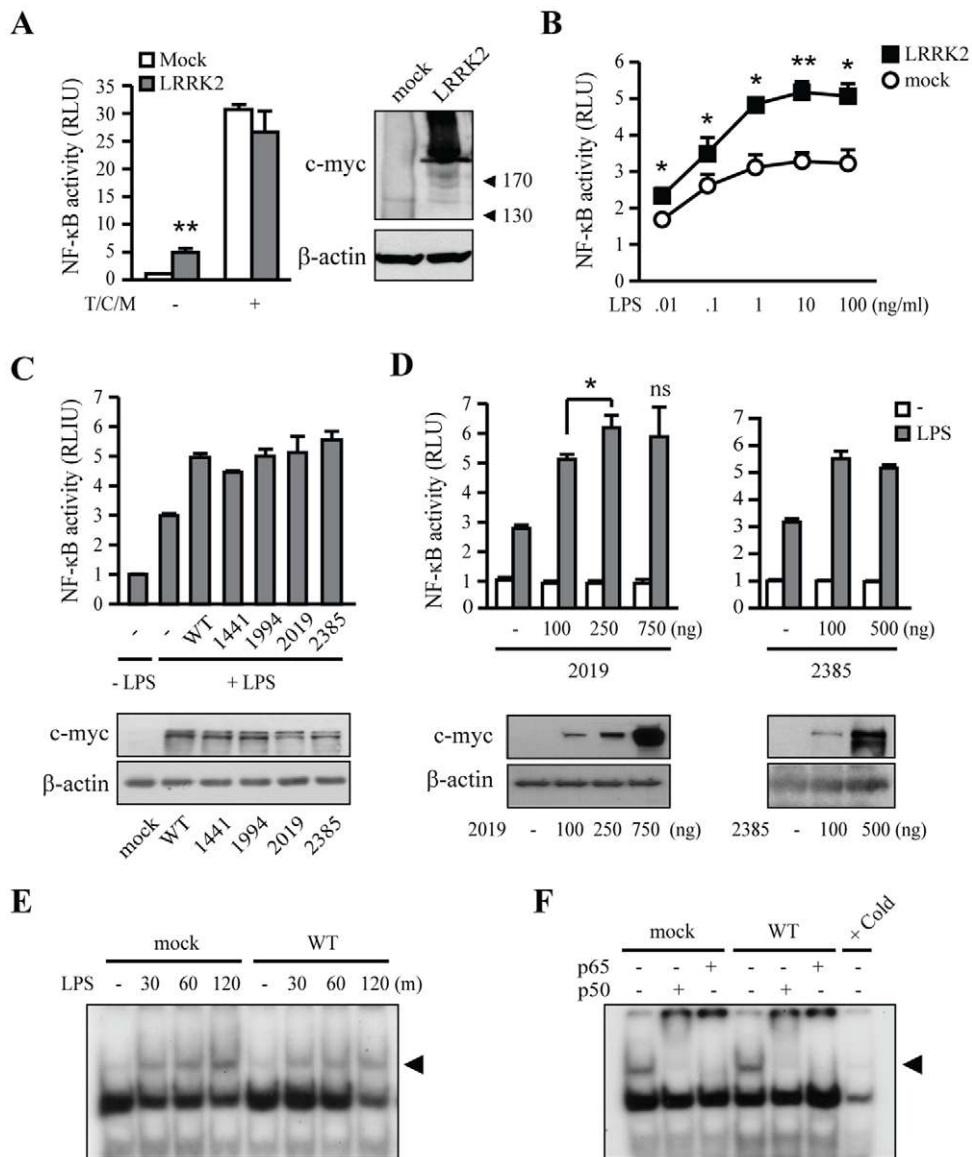 A
Mock
LRRK2
NF-κB activity (RLU)
35
30
25
20
15
10
5
0
**
T/C/M - +
mock LRRK2
c-myc
170
130
β-actin
B
LRRK2
mock
NF-κB activity (RLU)
6
5
4
3
2
1
0
* * * ** *
LPS .01 .1 1 10 100 (ng/ml)
C
NF-κB activity (RLIU)
7
6
5
4
3
2
1
0
- - WT 1441 1994 2019 2385
- LPS + LPS
c-myc
β-actin
mock WT 1441 1994 2019 2385
D
NF-κB activity (RLU)
7
6
5
4
3
2
1
0
* ns
- 100 250 750 (ng)
2019
-
LPS
7
6
5
4
3
2
1
0
- 100 500 (ng)
2385
c-myc
β-actin
2019 - 100 250 750 (ng)
2385 - 100 500 (ng)
E
mock WT
LPS - 30 60 120 - 30 60 120 (m)
F
mock WT × Cold
p65 - - + - - +
p50 - + - - + -